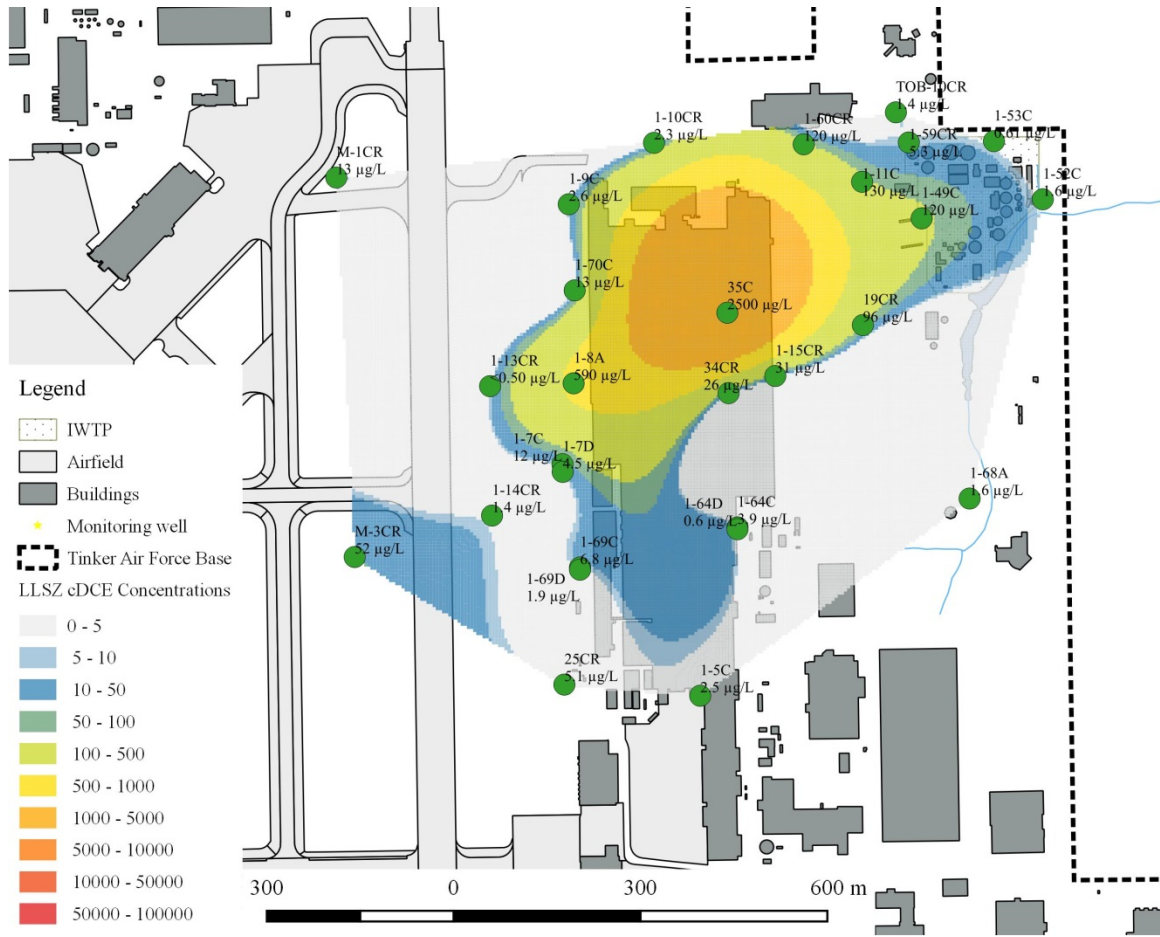 TOB-10CR
1.4 µg/L
1-10CR
2.3 µg/L
1-60CR
120 µg/L
1-59CR
5.3 µg/L
1-53C
M-1CR
13 µg/L
1-9C
2.6 µg/L
1-11C
130 µg/L
1-52C
1.6 µg/L
1-49C
120 µg/L
1-70C
13 µg/L
35C
2500 µg/L
19CR
96 µg/L
1-13CR
<0.50 µg/L
1-8A
590 µg/L
1-15CR
31 µg/L
34CR
26 µg/L
1-7C
12 µg/L
1-7D
4.5 µg/L
1-14CR
1.4 µg/L
1-64D
0.6 µg/L
1-64C
3.9 µg/L
1-68A
1.6 µg/L
M-3CR
52 µg/L
1-69C
6.8 µg/L
1-69D
1.9 µg/L
25CR
5.1 µg/L
1-5C
2.5 µg/L
Legend
IWTP
Airfield
Buildings
Monitoring well
Tinker Air Force Base
LLSZ cDCE Concentrations
0 - 5
5 - 10
10 - 50
50 - 100
100 - 500
500 - 1000
1000 - 5000
5000 - 10000
10000 - 50000
50000 - 100000
300 0 300 600 m